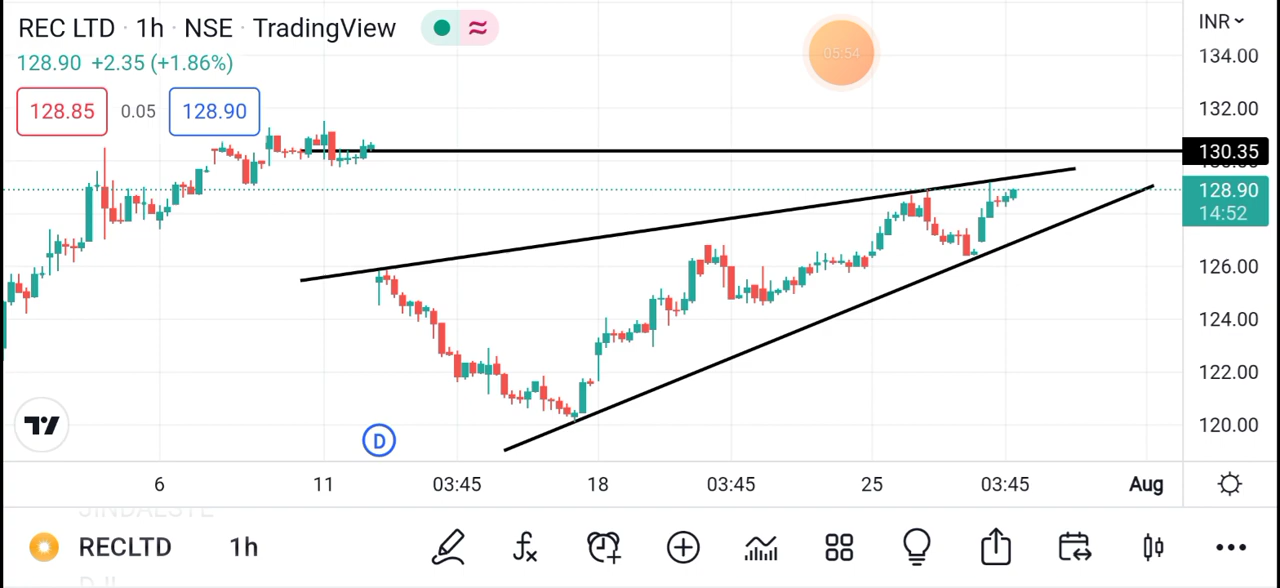 REC LTD · 1h · NSE · TradingView
INR
05:54
128.90 +2.35 (+1.86%)
128.85 0.05 128.90
134.00
132.00
130.35
128.90
14:52
126.00
124.00
122.00
120.00
D
6 11 03:45 18 03:45 25 03:45 Aug
RECLTD 1h